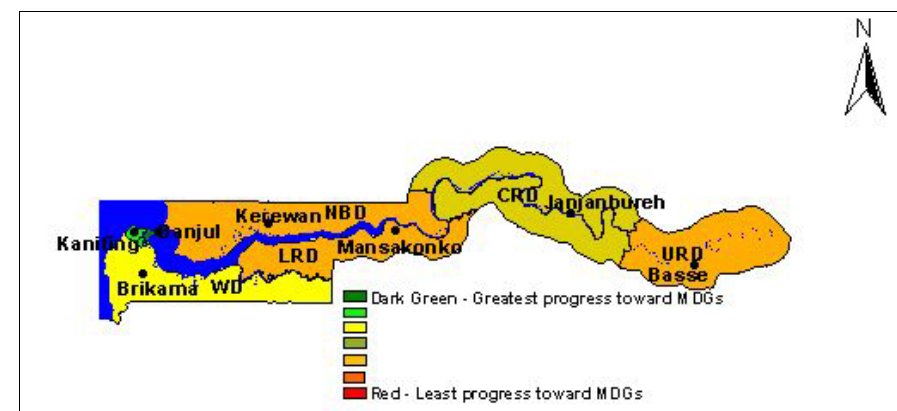 N
CRD
Janjanbureh
Kerewan NBD
Banjul
Kanifing
Mansakonko
LRD
URD
Basse
Brikama WD
Dark Green - Greatest progress toward MDGs
Red - Least progress toward MDGs